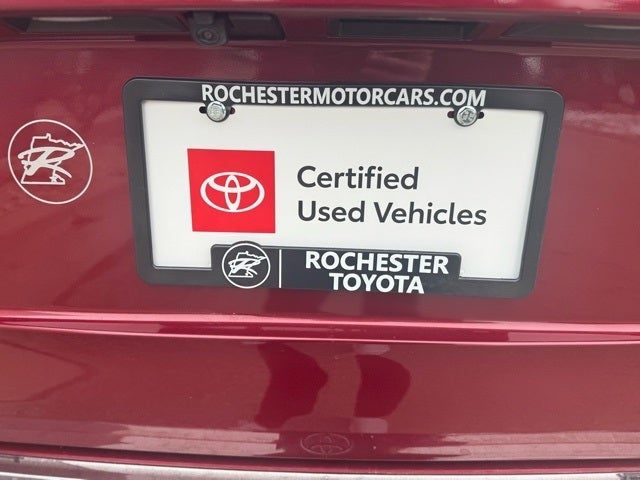 ROCHESTERMOTORCARS.COM
Certified
Used Vehicles
R
R
ROCHESTER
TOYOTA